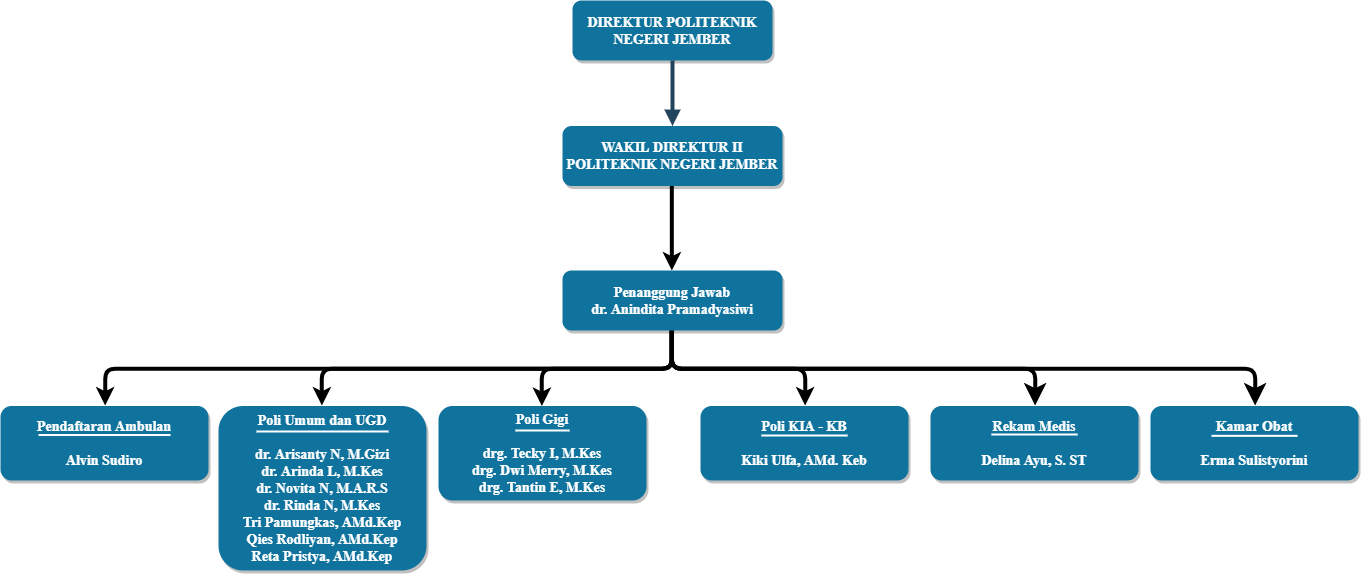 DIREKTUR POLITEKNIK
NEGERI JEMBER
WAKIL DIREKTUR II
POLITEKNIK NEGERI JEMBER
Penanggung Jawab
dr. Anindita Pramadyasiwi
Pendaftaran Ambulan
Alvin Sudiro
Poli Umum dan UGD
dr. Arisanty N, M.Gizi
dr. Arinda L, M.Kes
dr. Novita N, M.A.R.S
dr. Rinda N, M.Kes
Tri Pamungkas, AMd.Kep
Qies Rodliyan, AMd.Kep
Reta Pristya, AMd.Kep
Poli Gigi
drg. Tecky I, M.Kes
drg. Dwi Merry, M.Kes
drg. Tantin E, M.Kes
Poli KIA - KB
Kiki Ulfa, AMd. Keb
Rekam Medis
Delina Ayu, S. ST
Kamar Obat
Erma Sulistyorini